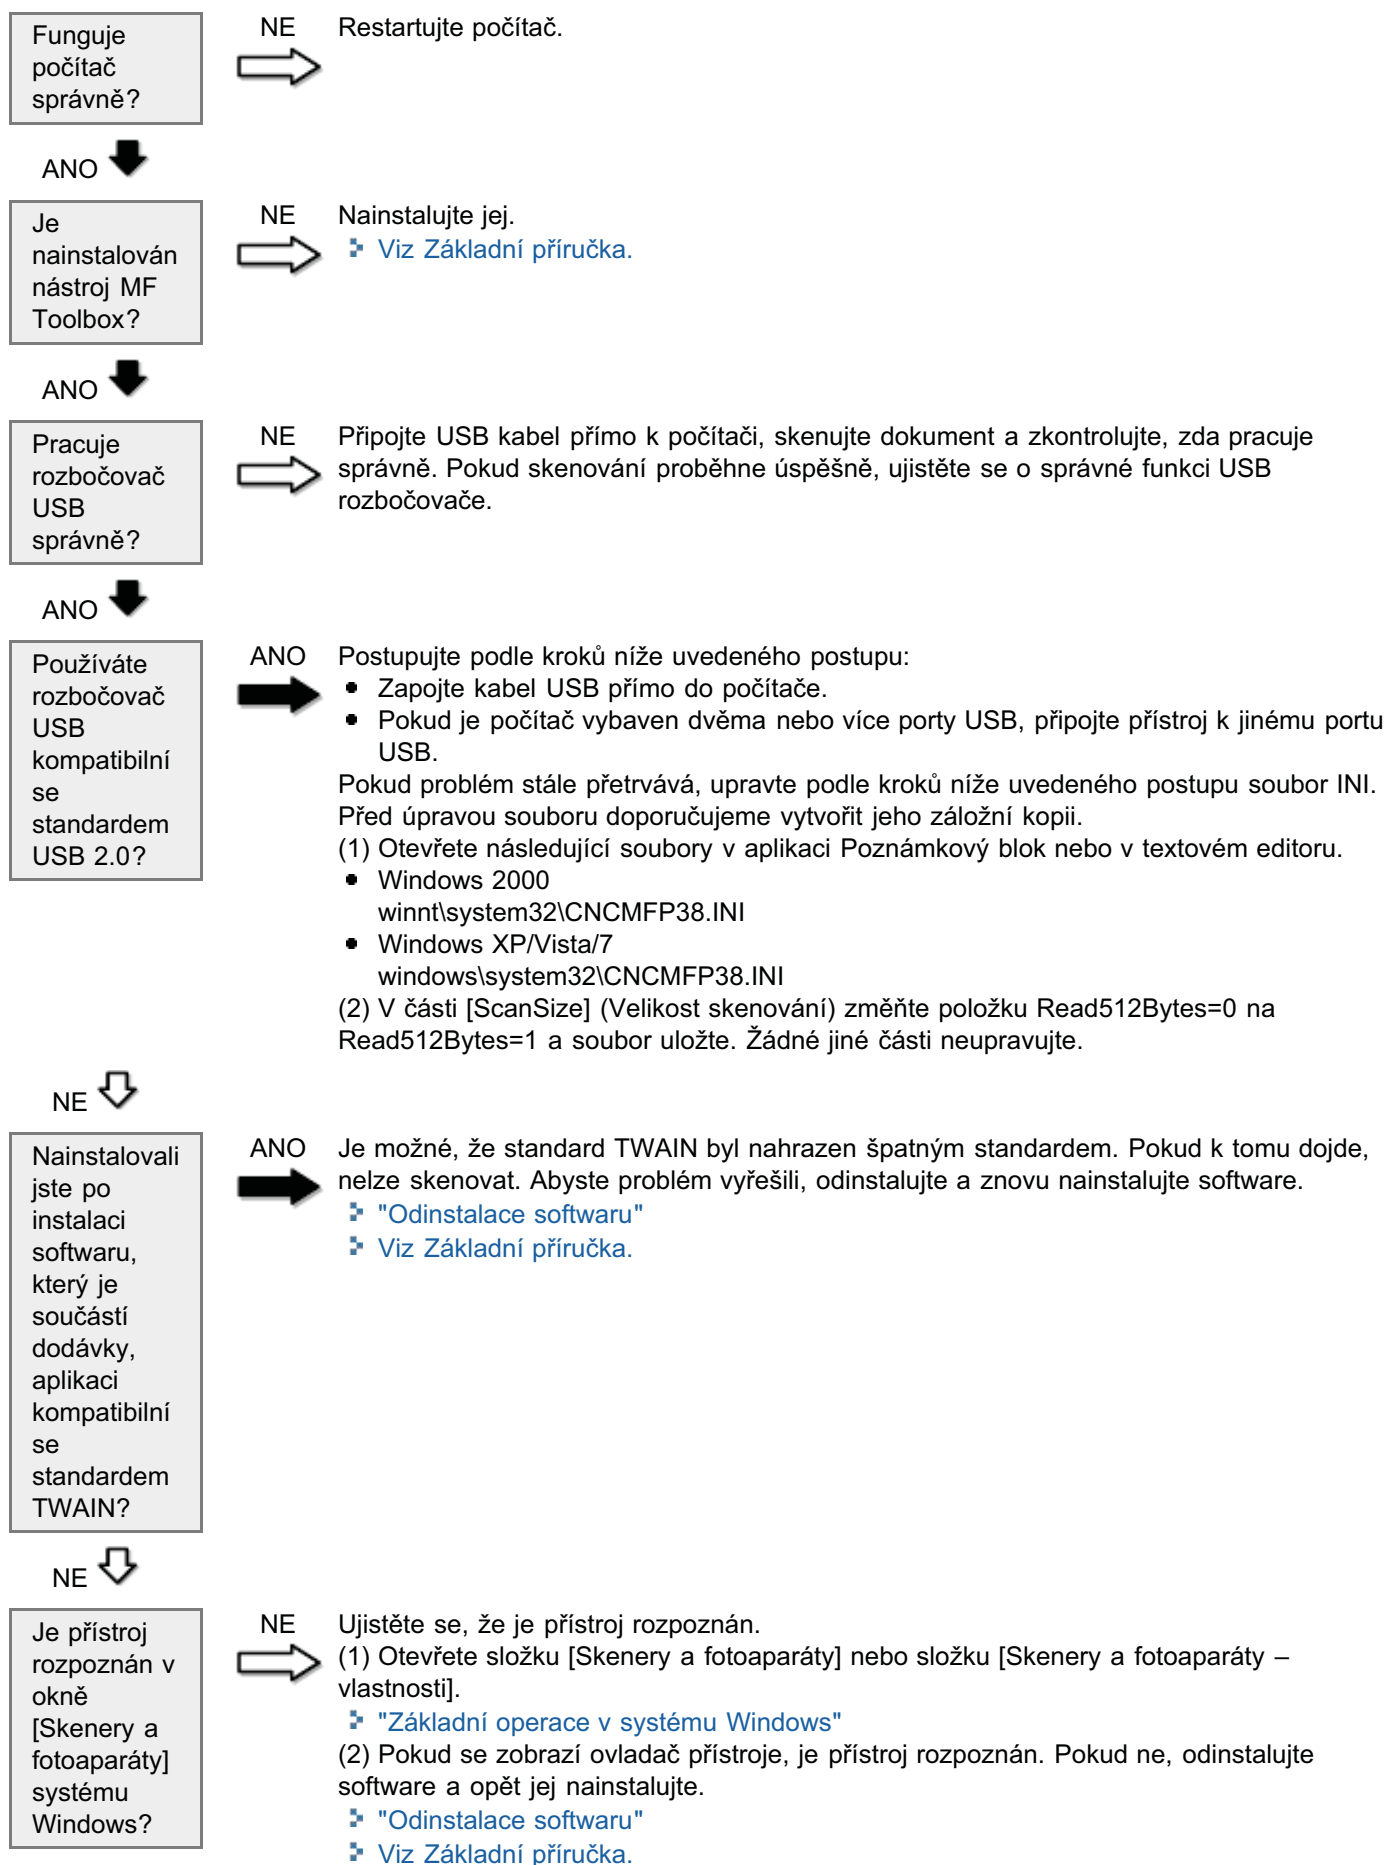 Funguje
počítač
správně?
NE
Restartujte počítač.
ANO
Je
nainstalován
nástroj MF
Toolbox?
NE
Nainstalujte jej.
Viz Základní příručka.
ANO
Pracuje
rozbočovač
USB
správně?
NE
Připojte USB kabel přímo k počítači, skenujte dokument a zkontrolujte, zda pracuje
správně. Pokud skenování proběhne úspěšně, ujistěte se o správné funkci USB
rozbočovače.
ANO
Používáte
rozbočovač
USB
kompatibilní
se
standardem
USB 2.0?
ANO
Postupujte podle kroků níže uvedeného postupu:
Zapojte kabel USB přímo do počítače.
Pokud je počítač vybaven dvěma nebo více porty USB, připojte přístroj k jinému portu
USB.
Pokud problém stále přetrvává, upravte podle kroků níže uvedeného postupu soubor INI.
Před úpravou souboru doporučujeme vytvořit jeho záložní kopii.
(1) Otevřete následující soubory v aplikaci Poznámkový blok nebo v textovém editoru.
Windows 2000
winnt\system32\CNCMFP38.INI
Windows XP/Vista/7
windows\system32\CNCMFP38.INI
(2) V části [ScanSize] (Velikost skenování) změňte položku Read512Bytes=0 na
Read512Bytes=1 a soubor uložte. Žádné jiné části neupravujte.
NE
Nainstalovali
jste po
instalaci
softwaru,
který je
součástí
dodávky,
aplikaci
kompatibilní
se
standardem
TWAIN?
ANO
Je možné, že standard TWAIN byl nahrazen špatným standardem. Pokud k tomu dojde,
nelze skenovat. Abyste problém vyřešili, odinstalujte a znovu nainstalujte software.
"Odinstalace softwaru"
Viz Základní příručka.
NE
Je přístroj
rozpoznán v
okně
[Skenery a
fotoaparáty]
systému
Windows?
NE
Ujistěte se, že je přístroj rozpoznán.
(1) Otevřete složku [Skenery a fotoaparáty] nebo složku [Skenery a fotoaparáty –
vlastnosti].
"Základní operace v systému Windows"
(2) Pokud se zobrazí ovladač přístroje, je přístroj rozpoznán. Pokud ne, odinstalujte
software a opět jej nainstalujte.
"Odinstalace softwaru"
Viz Základní příručka.